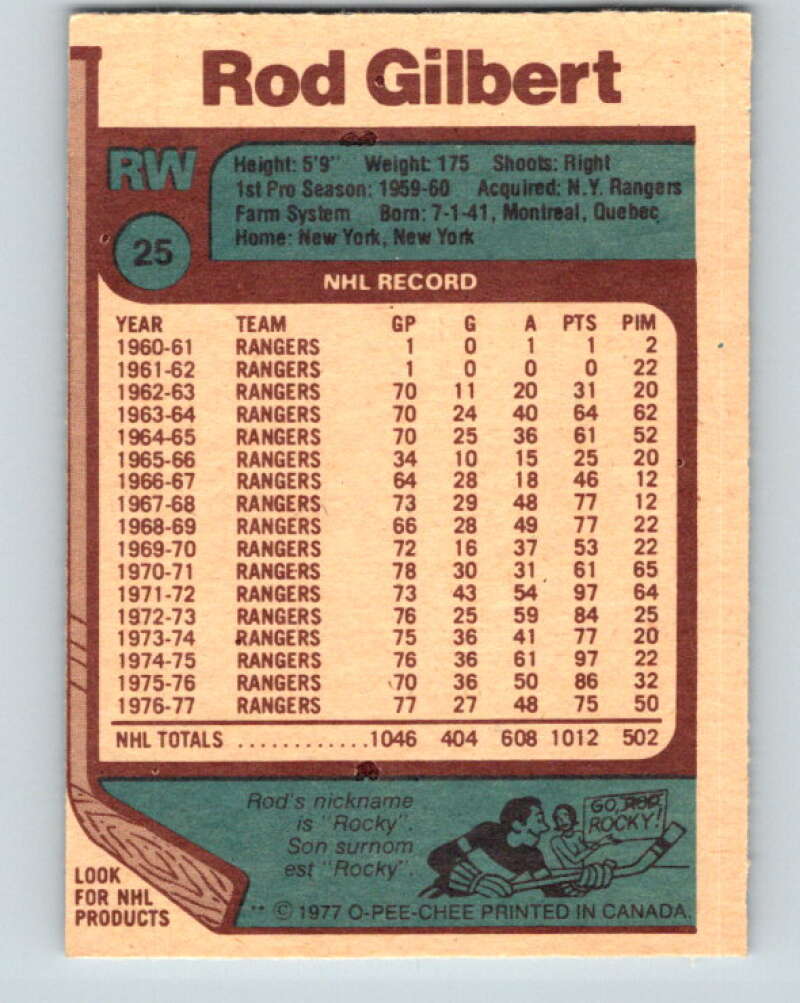 Rod Gilbert
RW
25
Height: 5'9" Weight: 175 Shoots: Right
1st Pro Season: 1959-60 Acquired: N.Y. Rangers
Farm System Born: 7-1-41, Montreal, Quebec
Home: New York, New York
NHL RECORD
YEAR TEAM GP G A PTS PIM
1960-61 RANGERS 1 0 1 1 2
1961-62 RANGERS 1 0 0 0 22
1962-63 RANGERS 70 11 20 31 20
1963-64 RANGERS 70 24 40 64 62
1964-65 RANGERS 70 25 36 61 52
1965-66 RANGERS 34 10 15 25 20
1966-67 RANGERS 64 28 18 46 12
1967-68 RANGERS 73 29 48 77 12
1968-69 RANGERS 66 28 49 77 22
1969-70 RANGERS 72 16 37 53 22
1970-71 RANGERS 78 30 31 61 65
1971-72 RANGERS 73 43 54 97 64
1972-73 RANGERS 76 25 59 84 25
1973-74 RANGERS 75 36 41 77 20
1974-75 RANGERS 76 36 61 97 22
1975-76 RANGERS 70 36 50 86 32
1976-77 RANGERS 77 27 48 75 50
NHL TOTALS ............1046 404 608 1012 502
Rod's nickname
is "Rocky".
Son surnom
est "Rocky".
GO, ROD,
ROCKY!
LOOK
FOR NHL
PRODUCTS
** © 1977 O-PEE-CHEE PRINTED IN CANADA.